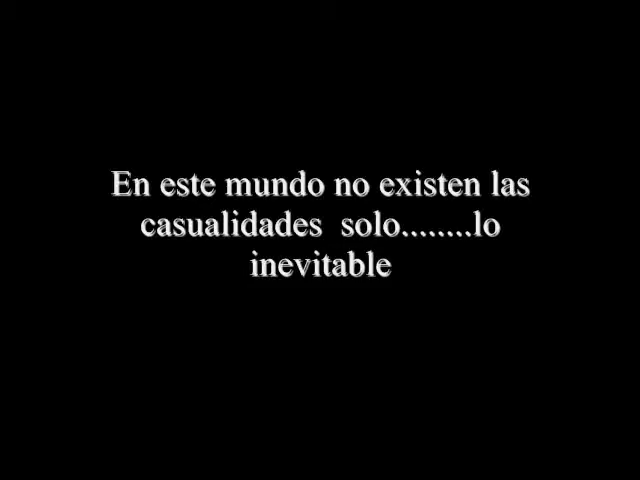 En este mundo no existen las
casualidades  solo........lo
inevitable